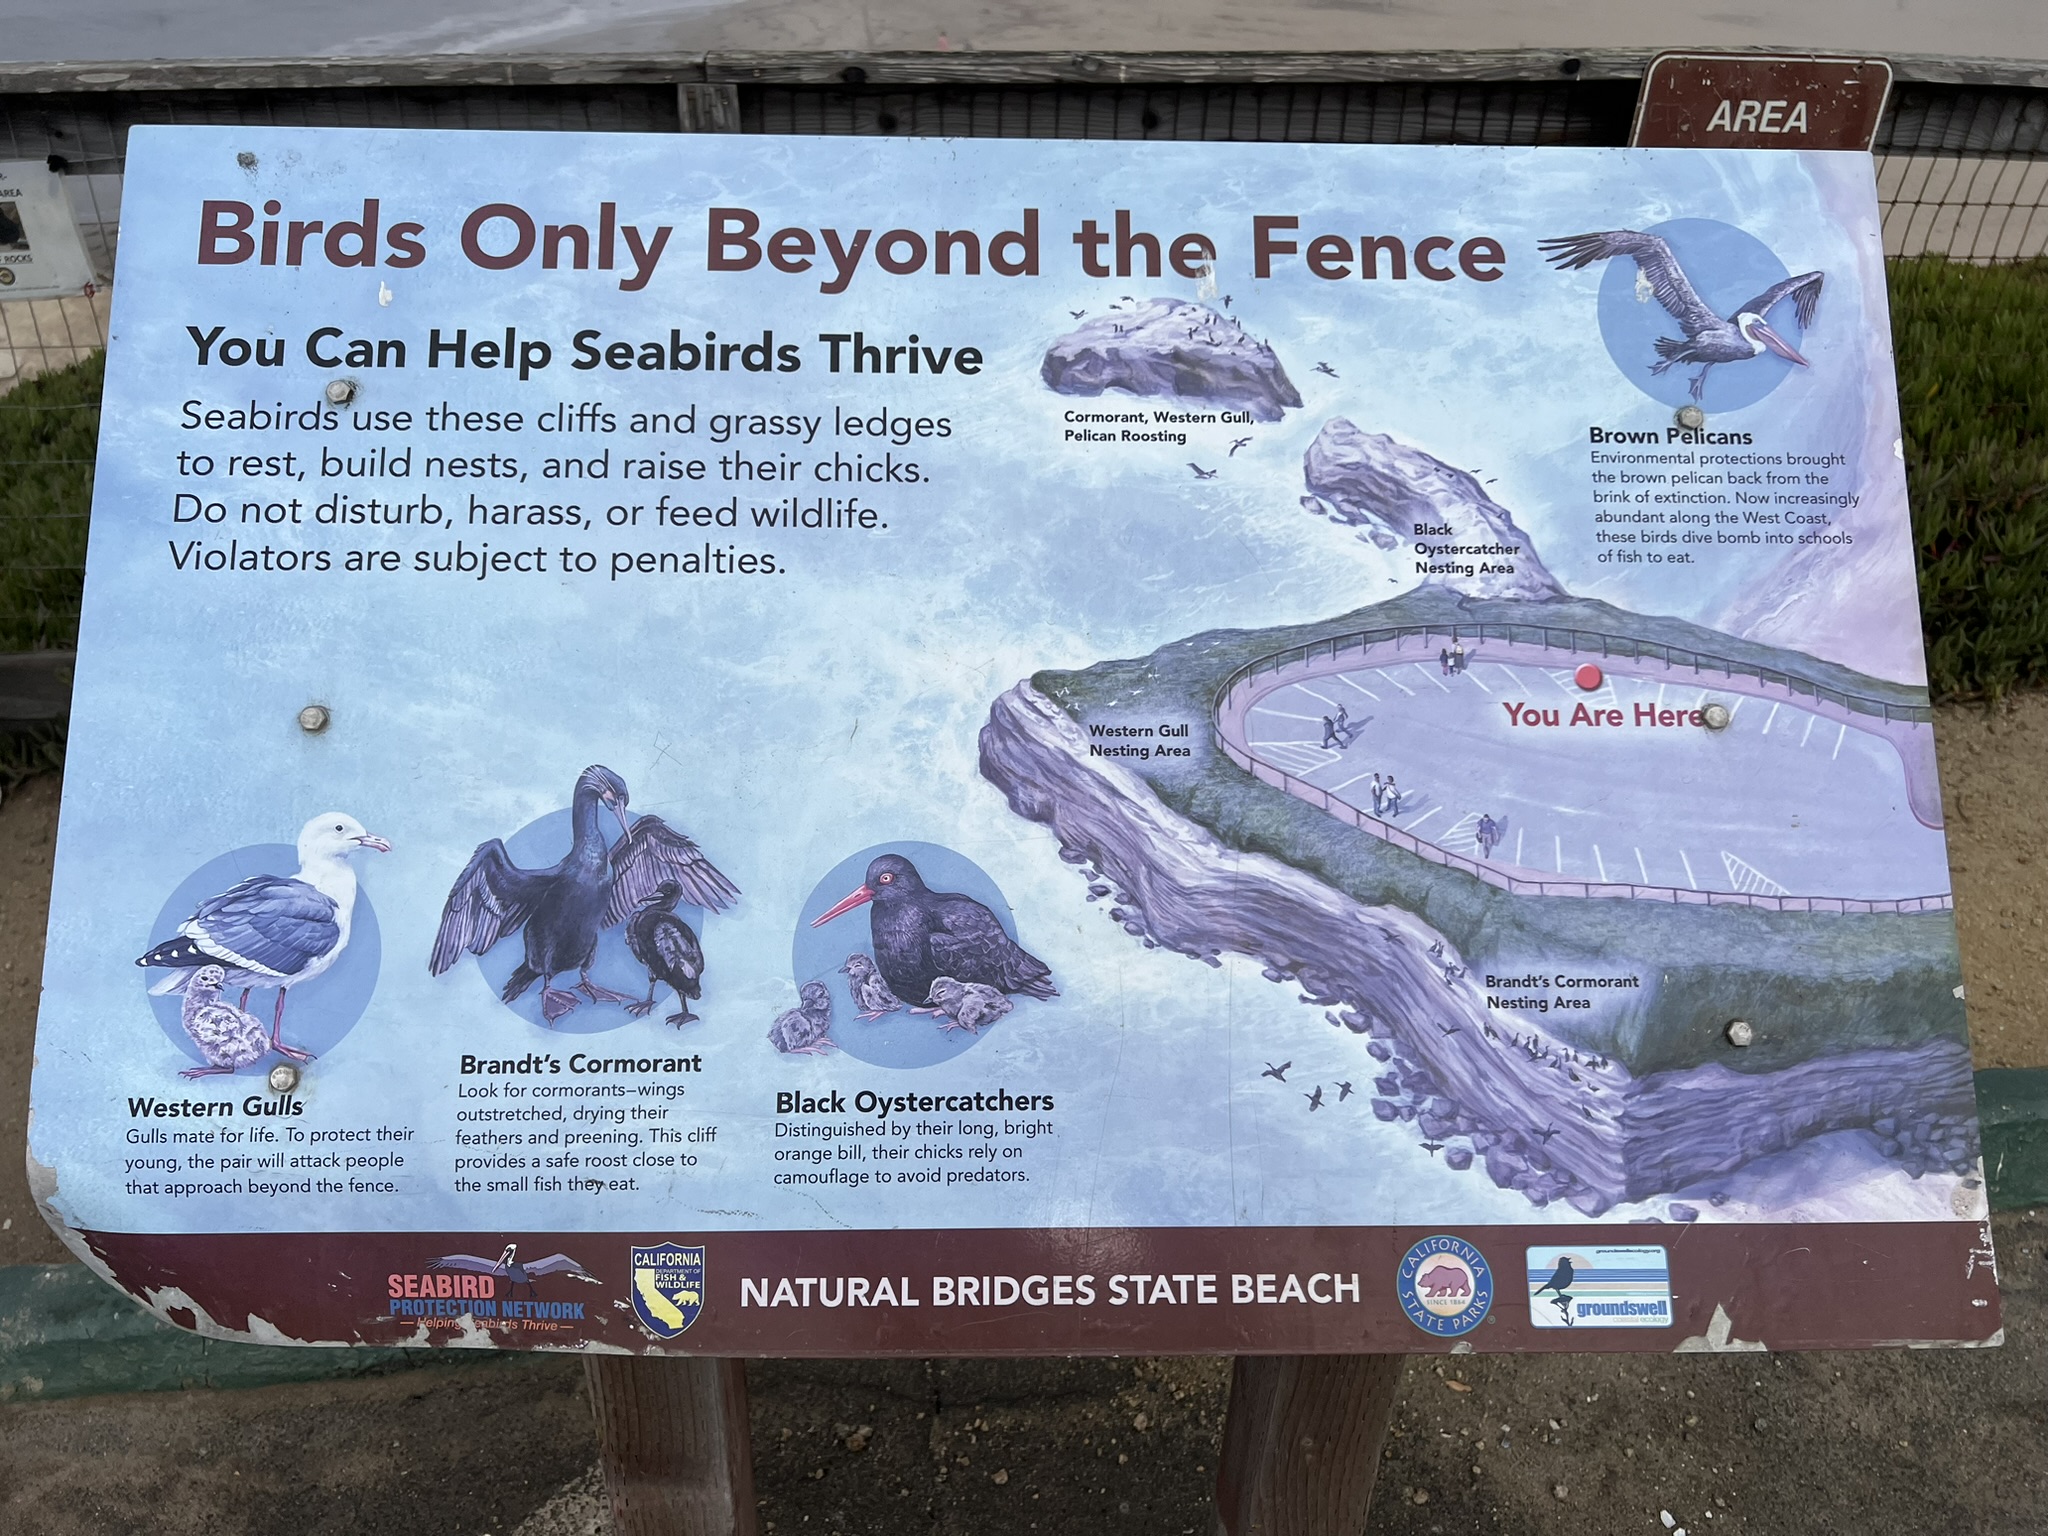 AREA
AREA
ROCKS
Birds Only Beyond the Fence
You Can Help Seabirds Thrive
Seabirds use these cliffs and grassy ledges
to rest, build nests, and raise their chicks.
Do not disturb, harass, or feed wildlife.
Violators are subject to penalties.
Cormorant, Western Gull,
Pelican Roosting
Black
Oystercatcher
Nesting Area
Brown Pelicans
Environmental protections brought
the brown pelican back from the
brink of extinction. Now increasingly
abundant along the West Coast,
these birds dive bomb into schools
of fish to eat.
You Are Here
Western Gull
Nesting Area
Brandt's Cormorant
Nesting Area
Western Gulls
Gulls mate for life. To protect their
young, the pair will attack people
that approach beyond the fence.
Brandt's Cormorant
Look for cormorants–wings
outstretched, drying their
feathers and preening. This cliff
provides a safe roost close to
the small fish they eat.
Black Oystercatchers
Distinguished by their long, bright
orange bill, their chicks rely on
camouflage to avoid predators.
SEABIRD
PROTECTION NETWORK
— Helping Seabirds Thrive —
CALIFORNIA
DEPARTMENT OF
FISH &
WILDLIFE
NATURAL BRIDGES STATE BEACH
CALIFORNIA
SINCE 1864
STATE PARKS
groundswellecology.org
groundswell
coastal ecology